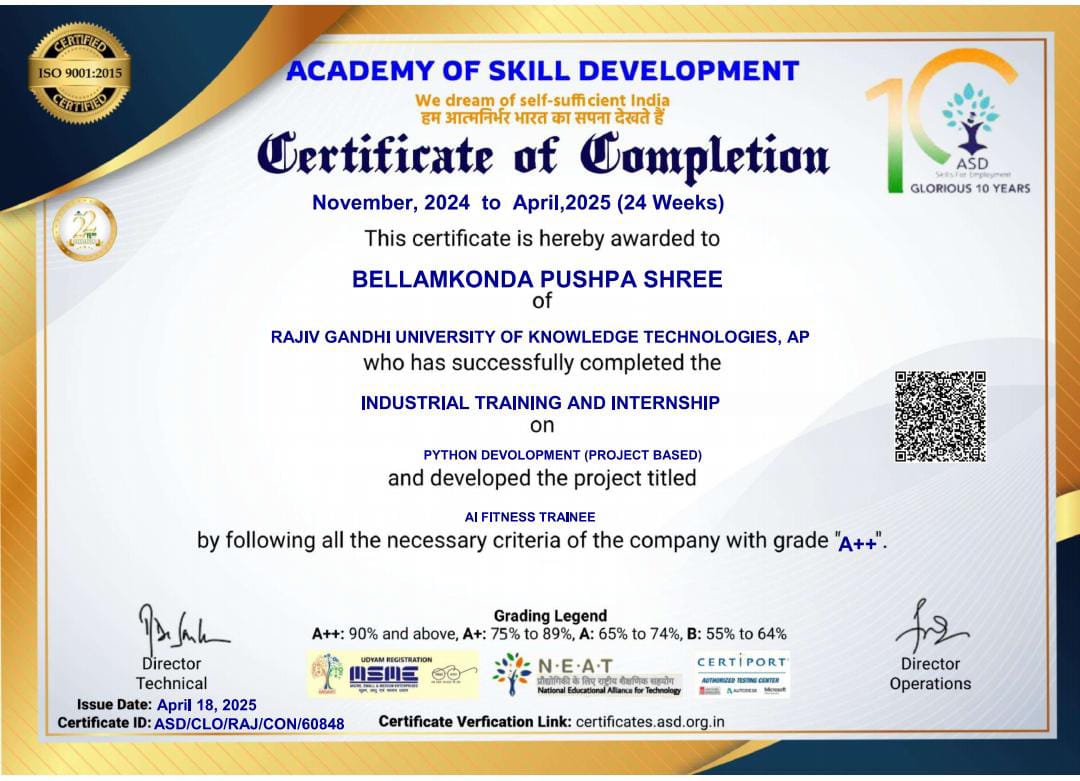 CERTIFIED
ISO 9001:2015
CERTIFIED
ACADEMY OF SKILL DEVELOPMENT
We dream of self-sufficient India
हम आत्मनिर्भर भारत का सपना देखते हैं
Certificate of Completion
10
ASD
Skills For Employment
GLORIOUS 10 YEARS
22
November, 2024 to April,2025 (24 Weeks)
This certificate is hereby awarded to
BELLAMKONDA PUSHPA SHREE
of
RAJIV GANDHI UNIVERSITY OF KNOWLEDGE TECHNOLOGIES, AP
who has successfully completed the
INDUSTRIAL TRAINING AND INTERNSHIP
on
PYTHON DEVOLOPMENT (PROJECT BASED)
and developed the project titled
AI FITNESS TRAINEE
by following all the necessary criteria of the company with grade "A++".
Grading Legend
A++: 90% and above, A+: 75% to 89%, A: 65% to 74%, B: 55% to 64%
Director
Technical
UDYAM REGISTRATION
MSME
MICRO, SMALL & MEDIUM ENTERPRISES
N·E·A·T
प्रौद्योगिकी के लिए राष्ट्रीय शैक्षणिक सहयोग
National Educational Alliance for Technology
CERTIPORT
AUTHORIZED TESTING CENTER
AUTODESK
Microsoft
Director
Operations
Issue Date: April 18, 2025
Certificate ID: ASD/CLO/RAJ/CON/60848
Certificate Verfication Link: certificates.asd.org.in